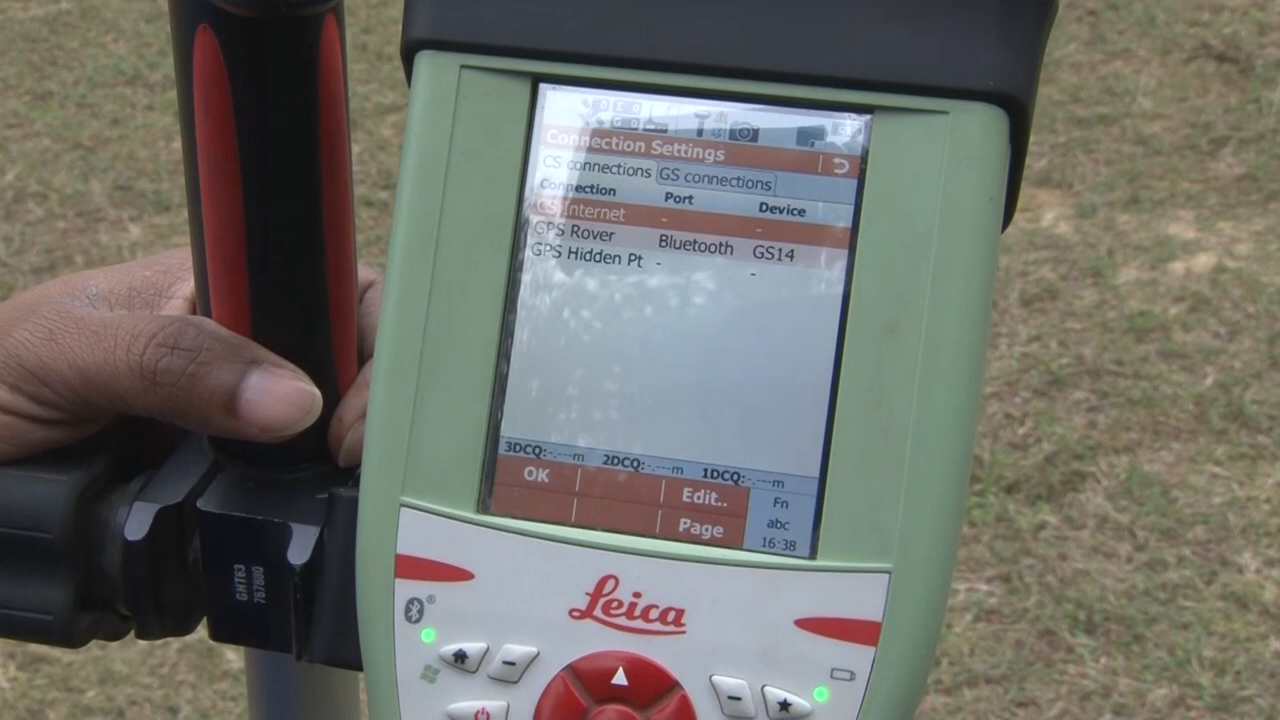 Connection Settings
CS connections GS connections
Connection Port Device
CS Internet - -
GPS Rover Bluetooth GS14
GPS Hidden Pt - -
3DCQ:-.---m 2DCQ:-.---m 1DCQ:-.---m
OK Edit.. Fn
Page abc
16:38
GHT63
767880
Leica